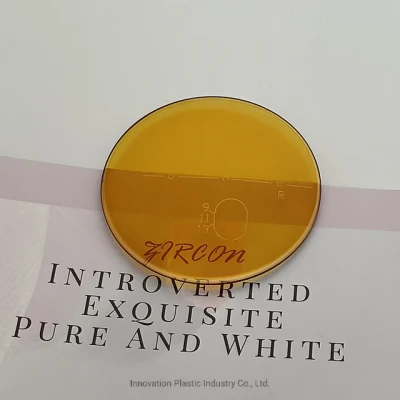 R
9
11
13
ZIRCON
INTROVERTED
EXQUISITE
PURE AND WHITE
Innovation Plastic Industry Co., Ltd.